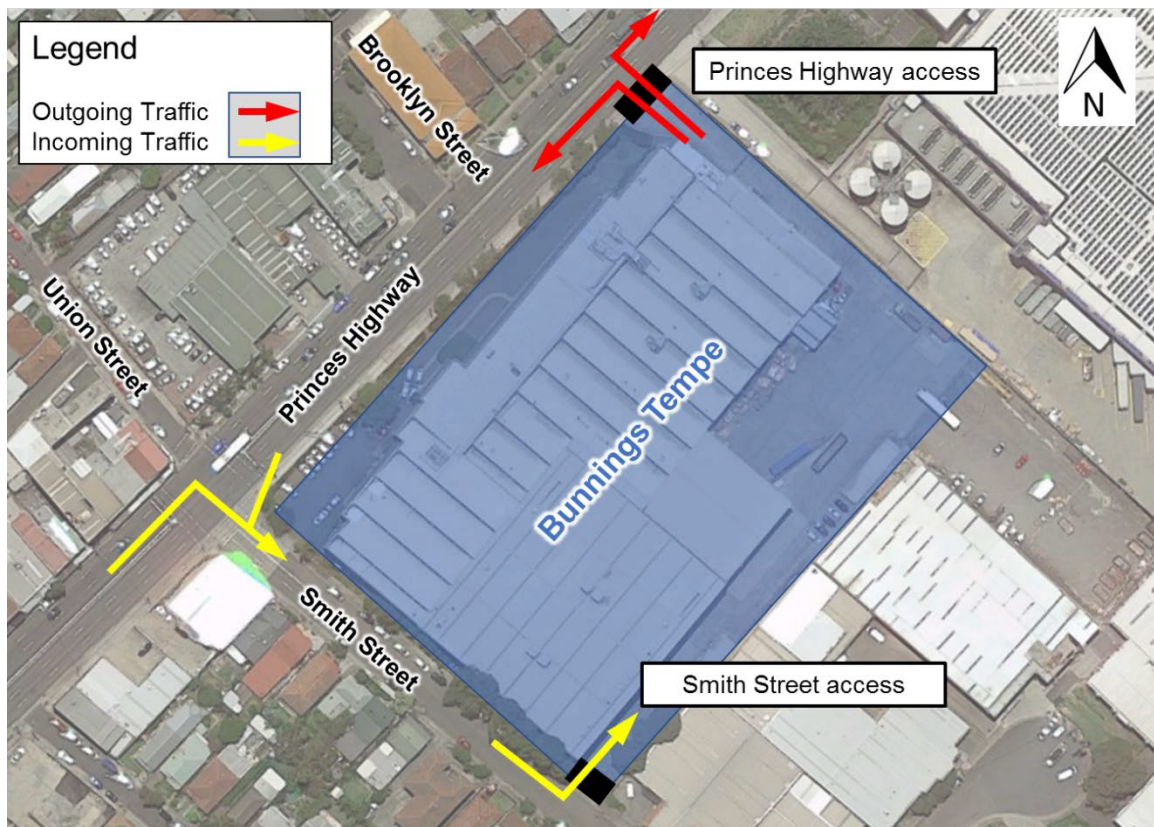 Legend
Outgoing Traffic
Incoming Traffic
Brooklyn Street
Princes Highway access
N
Union Street
Princes Highway
Bunnings Tempe
Smith Street
Smith Street access